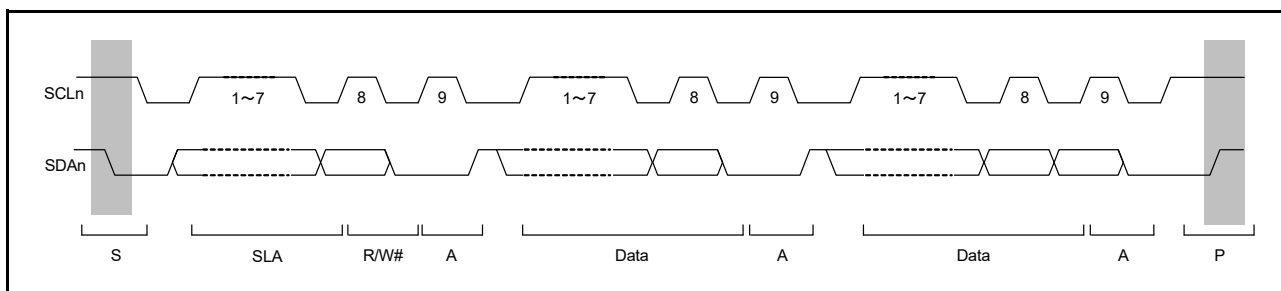 SCLn
1～7 8 9 1～7 8 9 1～7 8 9
SDAn
S SLA R/W# A Data A Data A P